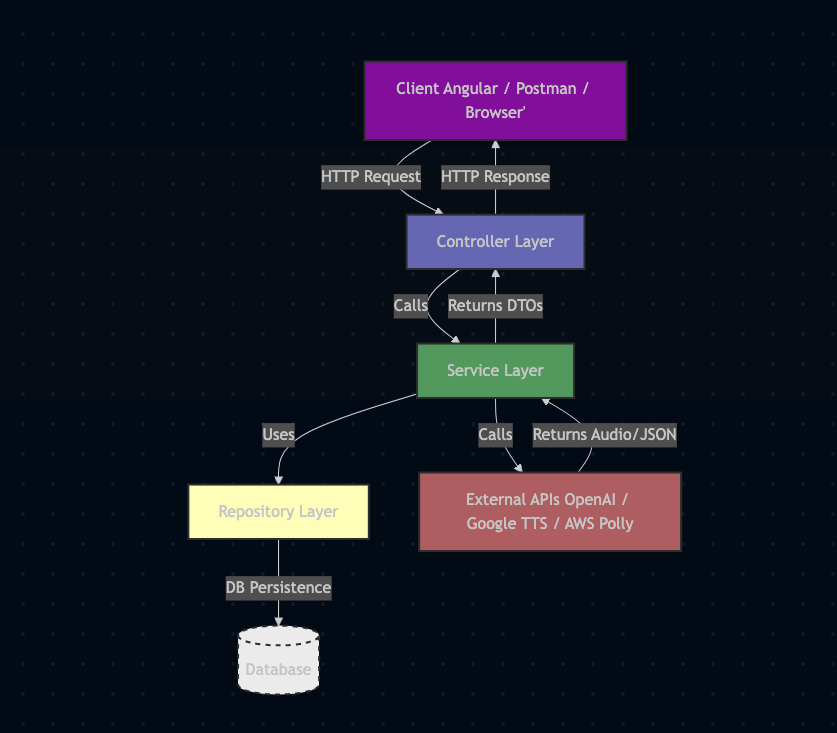 Client Angular / Postman /
Browser'
HTTP Request
HTTP Response
Controller Layer
Calls
Returns DTOs
Service Layer
Uses
Calls
Returns Audio/JSON
Repository Layer
External APIs OpenAI /
Google TTS / AWS Polly
DB Persistence
Database